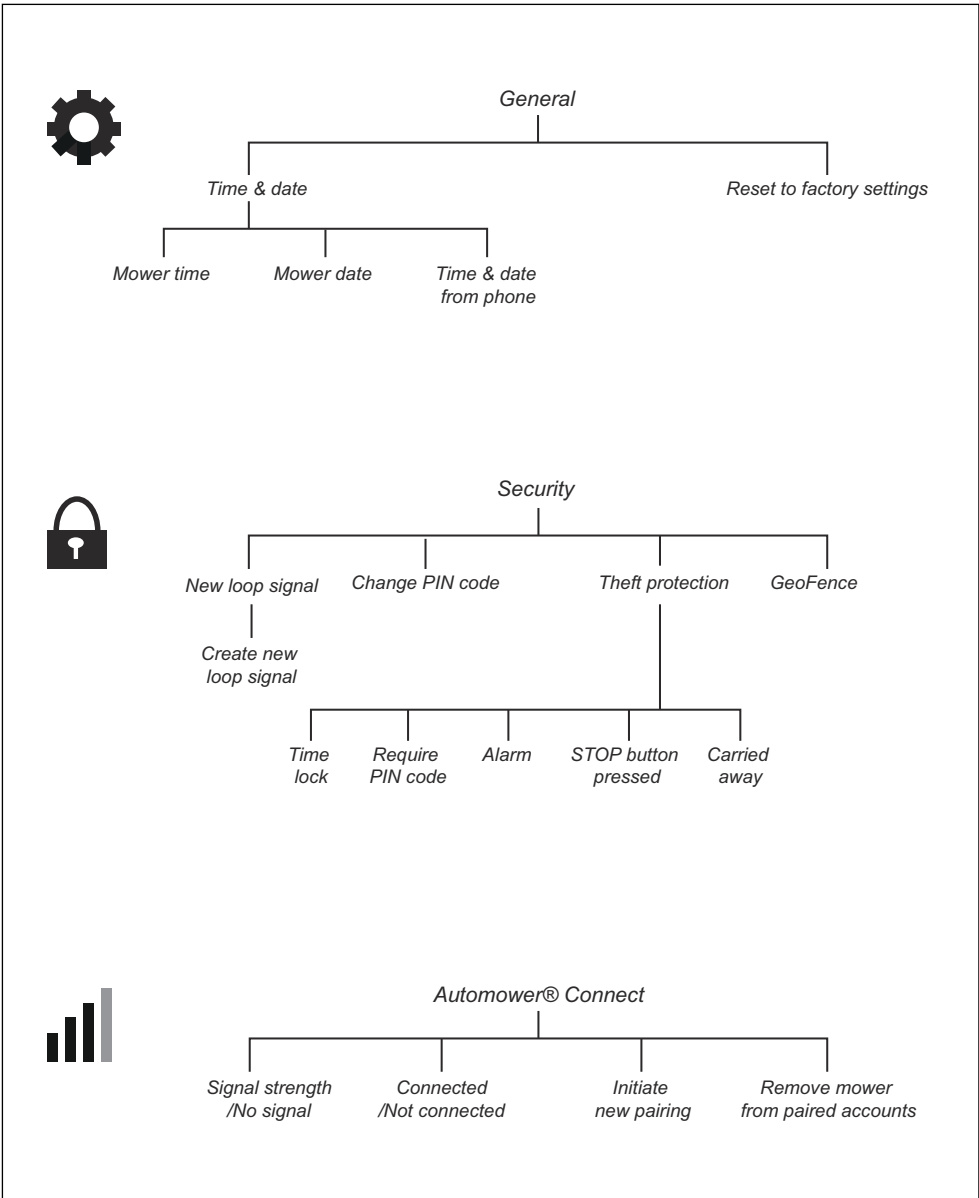 General
Time & date
Reset to factory settings
Mower time
Mower date
Time & date
from phone
Security
New loop signal
Change PIN code
Theft protection
GeoFence
Create new
loop signal
Time
lock
Require
PIN code
Alarm
STOP button
pressed
Carried
away
Automower® Connect
Signal strength
/No signal
Connected
/Not connected
Initiate
new pairing
Remove mower
from paired accounts